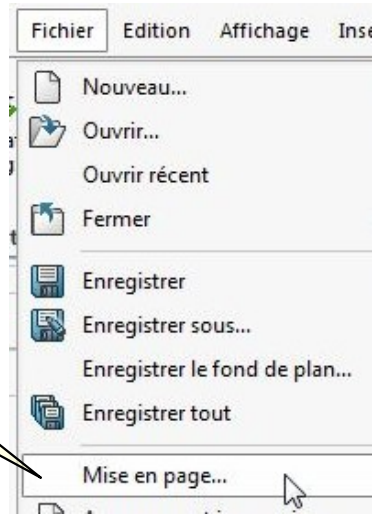 Fichier Edition Affichage
Nouveau...
Ouvrir...
Ouvrir récent
Fermer
Enregistrer
Enregistrer sous...
Enregistrer le fond de plan...
Enregistrer tout
Mise en page...